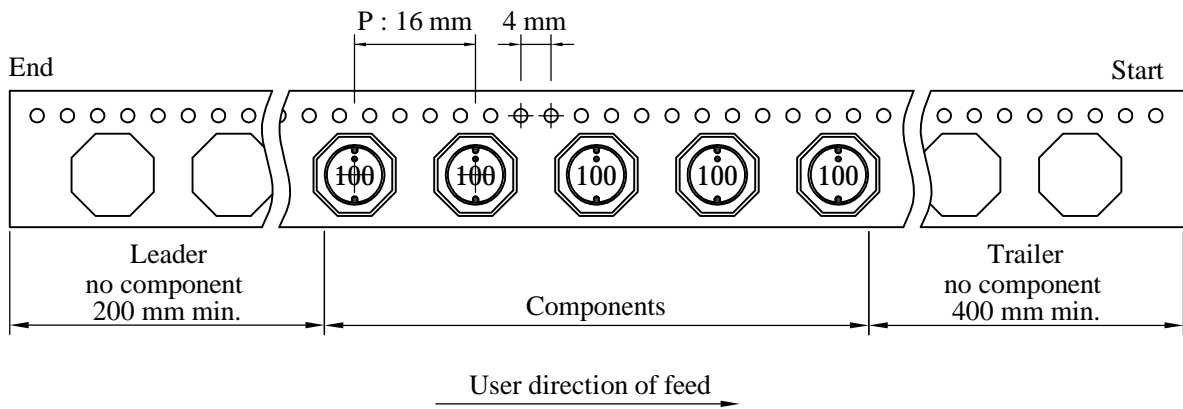 P : 16 mm
4 mm
End
Start
100
100
100
100
100
Leader
no component
200 mm min.
Components
Trailer
no component
400 mm min.
User direction of feed